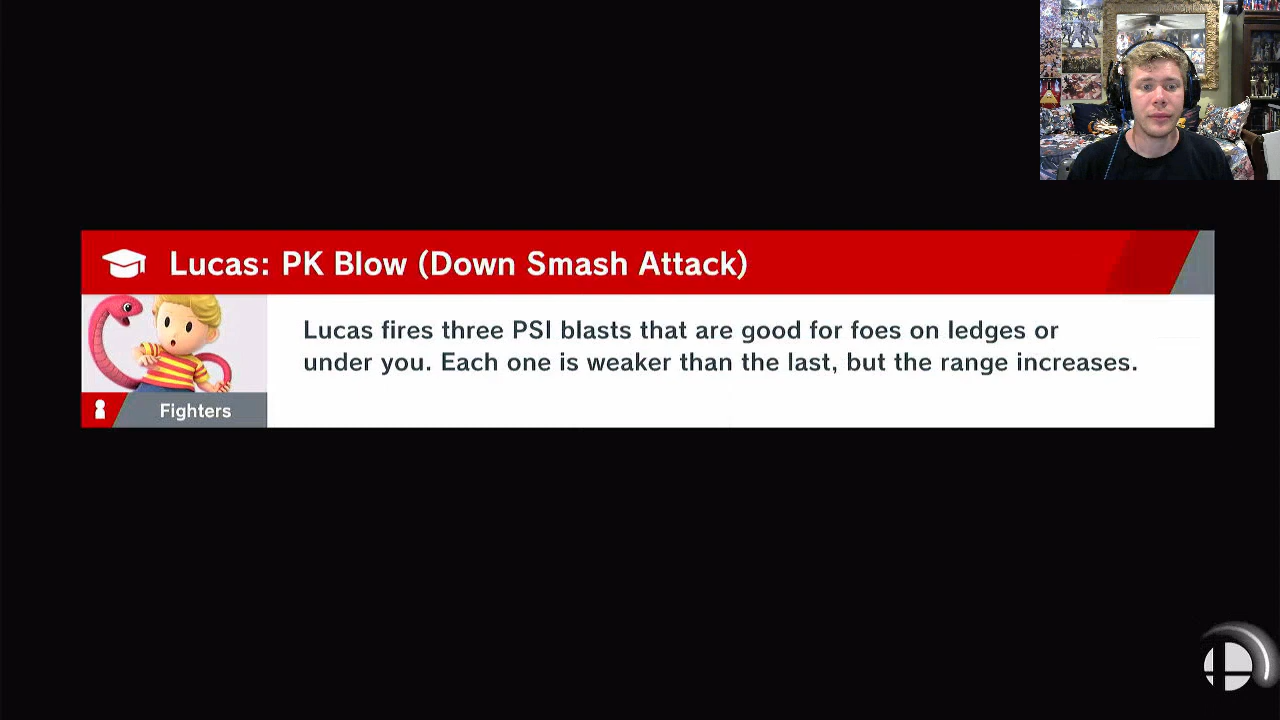 Lucas: PK Blow (Down Smash Attack)
Lucas fires three PSI blasts that are good for foes on ledges or
under you. Each one is weaker than the last, but the range increases.
Fighters